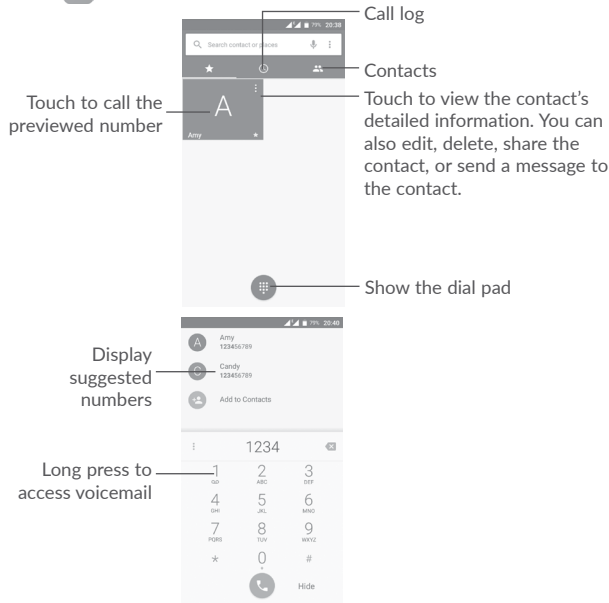 Call log
79% 20:38
Search contact or places
Contacts
Touch to call the
previewed number
A
Amy
Touch to view the contact's
detailed information. You can
also edit, delete, share the
contact, or send a message to
the contact.
Show the dial pad
79% 20:40
A
Amy
123456789
Display
suggested
numbers
C
Candy
123456789
Add to Contacts
1234
Long press to
access voicemail
1 2 3
ABC DEF
4 5 6
GHI JKL MNO
7 8 9
PQRS TUV WXYZ
* 0 #
+
Hide